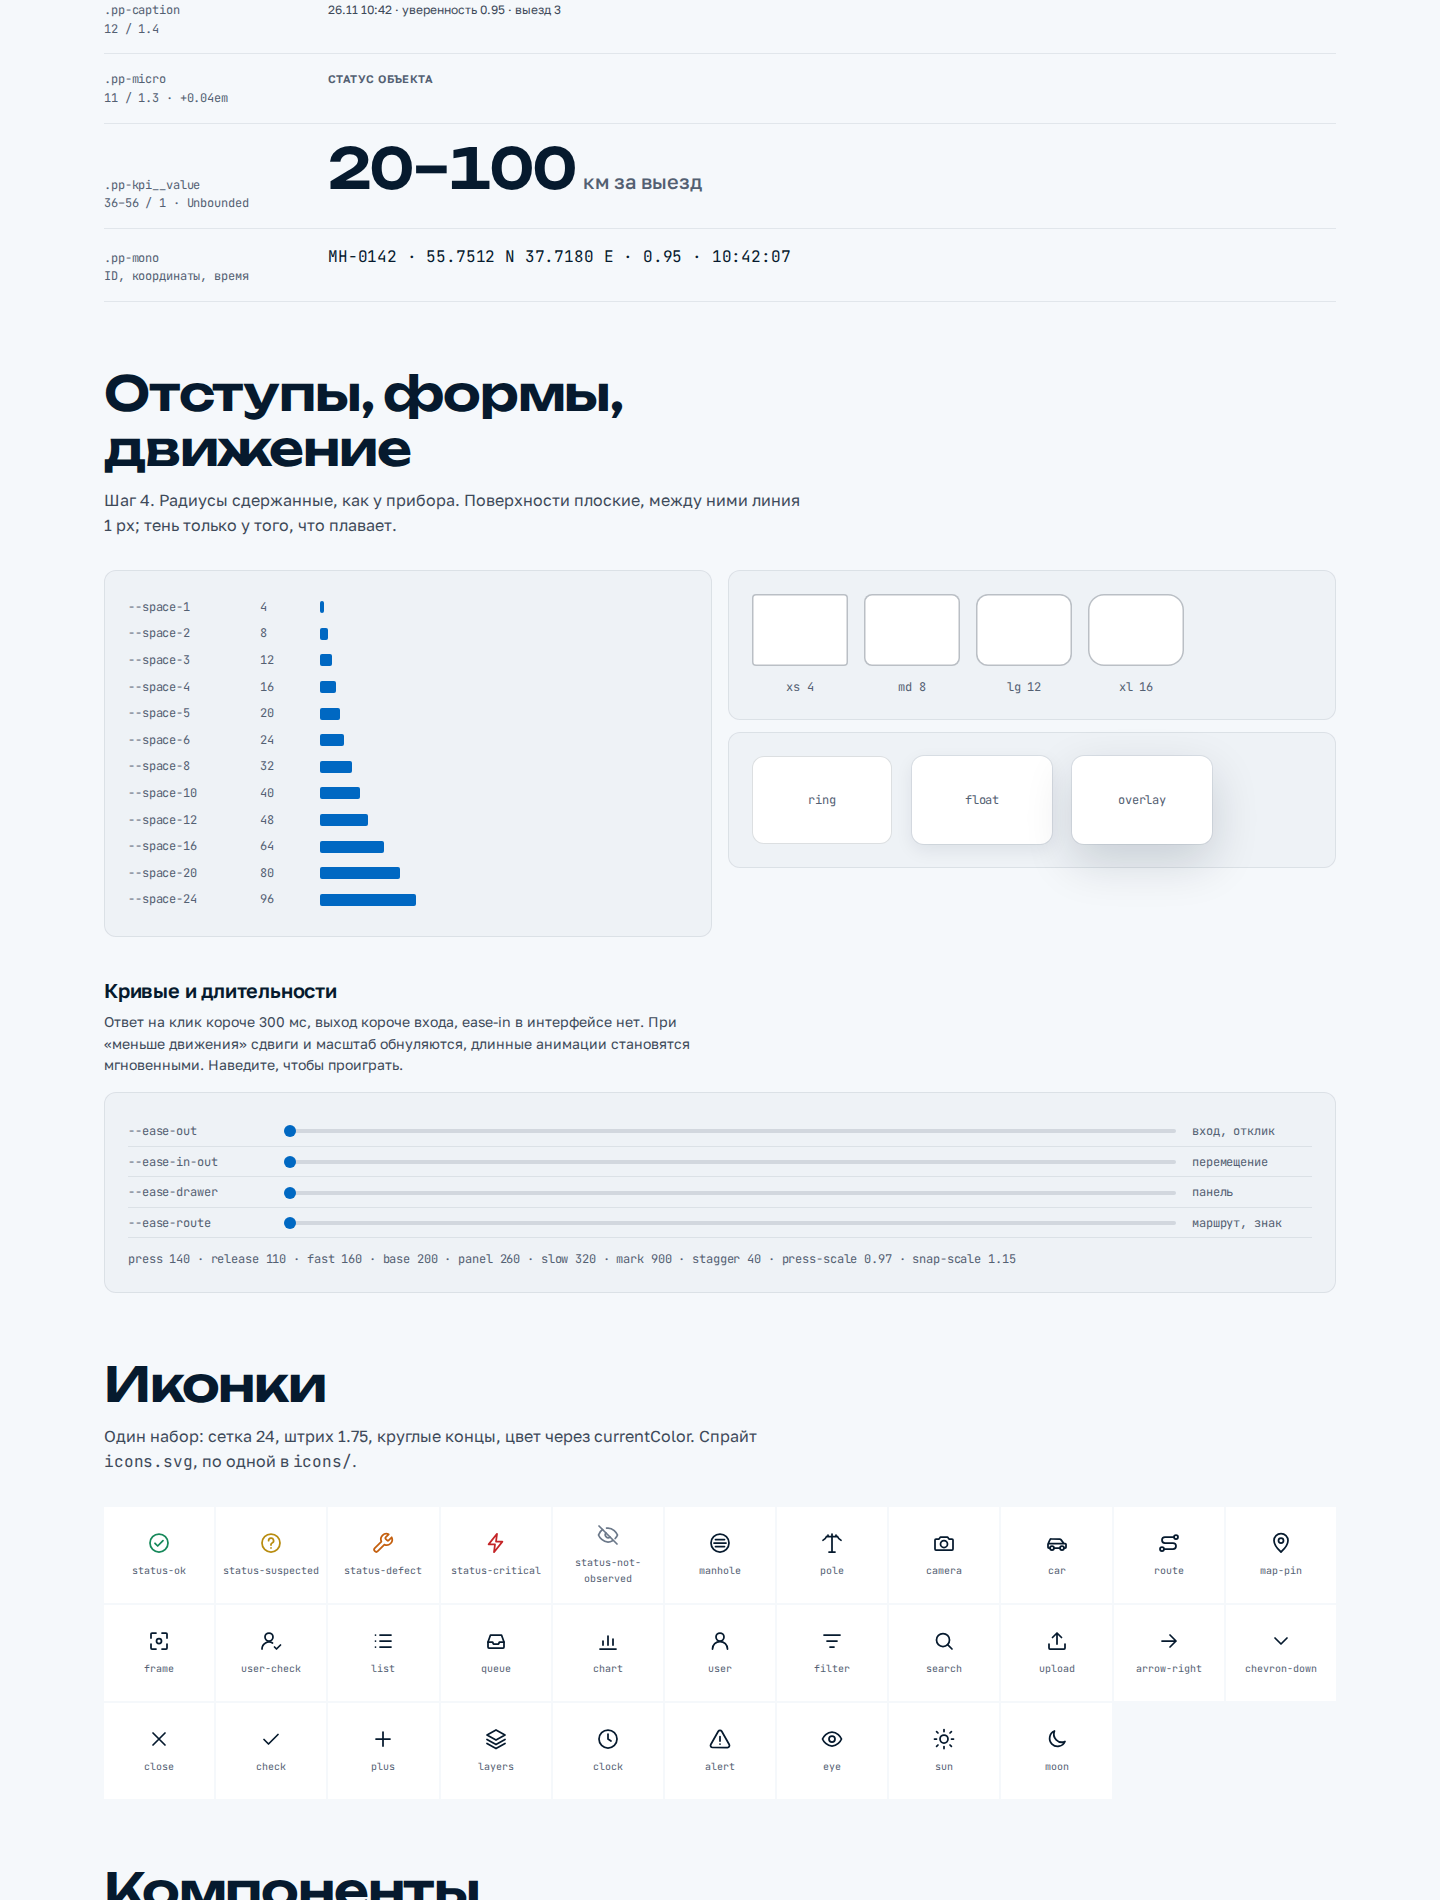 .pp-caption
12 / 1.4
26.11 10:42 · уверенность 0.95 · выезд 3
.pp-micro
11 / 1.3 · +0.04em
СТАТУС ОБЪЕКТА
.pp-kpi__value
36–56 / 1 · Unbounded
20–100 км за выезд
.pp-mono
ID, координаты, время
MH-0142 · 55.7512 N 37.7180 E · 0.95 · 10:42:07
Отступы, формы,
движение
Шаг 4. Радиусы сдержанные, как у прибора. Поверхности плоские, между ними линия
1 px; тень только у того, что плавает.
--space-1 4
--space-2 8
--space-3 12
--space-4 16
--space-5 20
--space-6 24
--space-8 32
--space-10 40
--space-12 48
--space-16 64
--space-20 80
--space-24 96
xs 4 md 8 lg 12 xl 16
ring float overlay
Кривые и длительности
Ответ на клик короче 300 мс, выход короче входа, ease-in в интерфейсе нет. При
«меньше движения» сдвиги и масштаб обнуляются, длинные анимации становятся
мгновенными. Наведите, чтобы проиграть.
--ease-out вход, отклик
--ease-in-out перемещение
--ease-drawer панель
--ease-route маршрут, знак
press 140 · release 110 · fast 160 · base 200 · panel 260 · slow 320 · mark 900 · stagger 40 · press-scale 0.97 · snap-scale 1.15
Иконки
Один набор: сетка 24, штрих 1.75, круглые концы, цвет через currentColor. Спрайт
icons.svg, по одной в icons/.
status-ok status-suspected status-defect status-critical status-not-
observed manhole pole camera car route map-pin
frame user-check list queue chart user filter search upload arrow-right chevron-down
close check plus layers clock alert eye sun moon
Компоненты